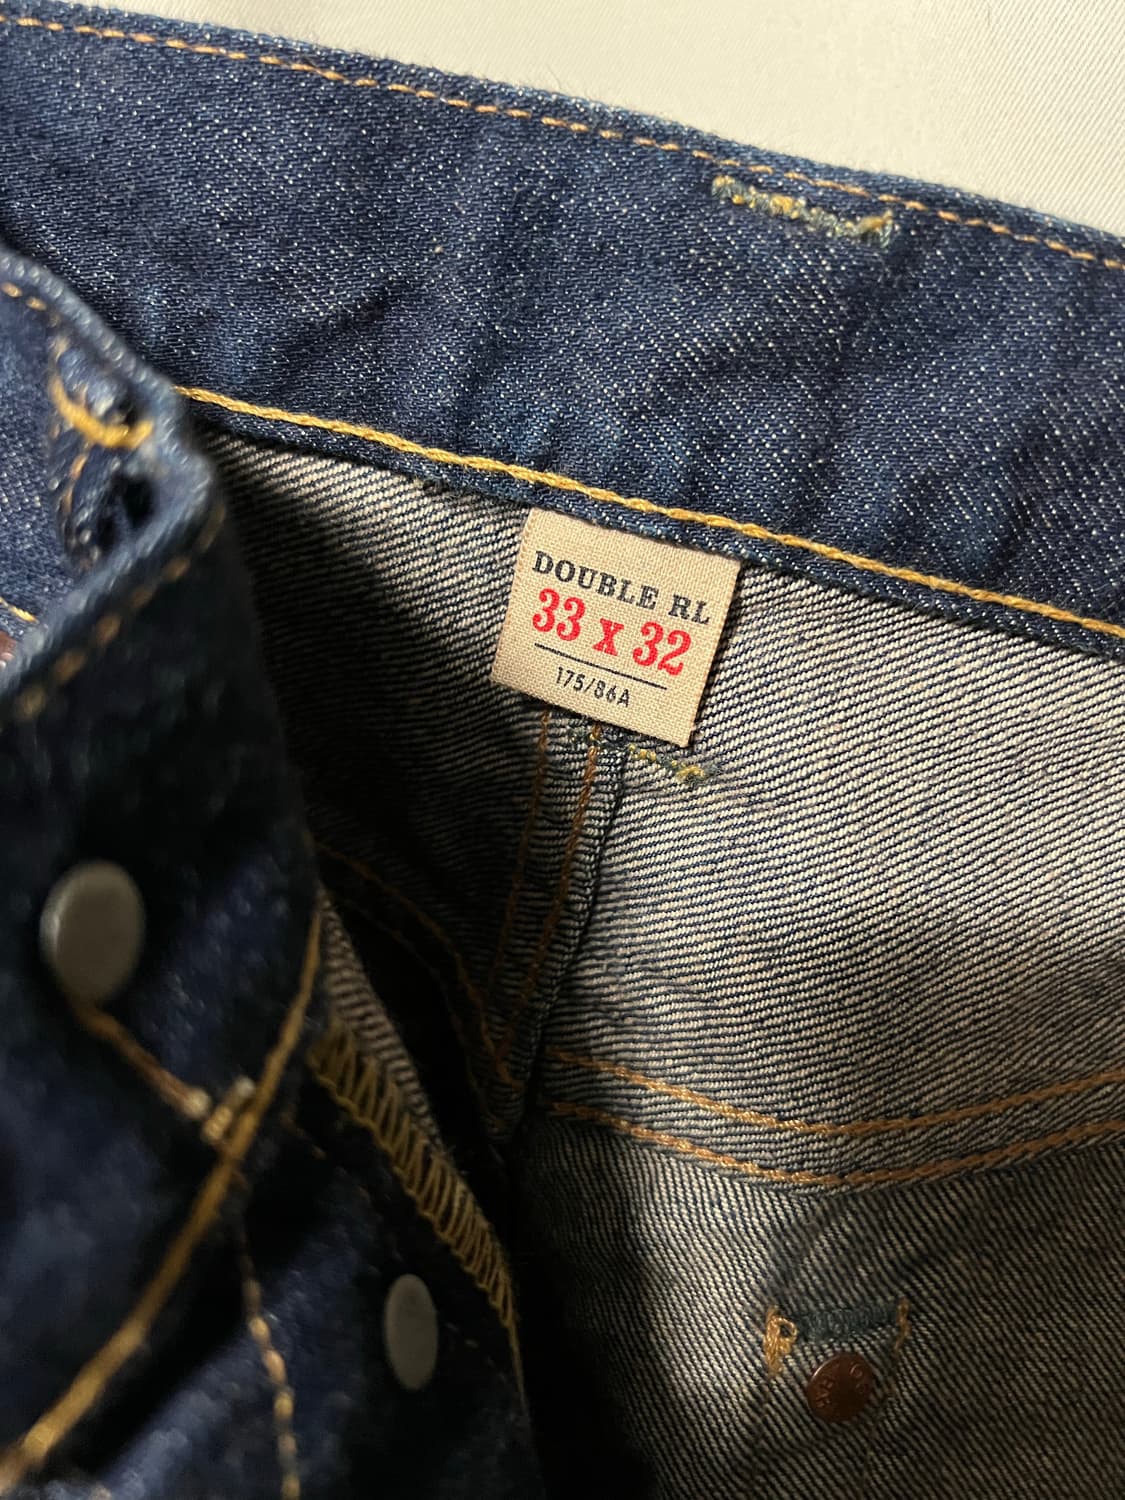 DOUBLE RL
33 x 32
175/86A